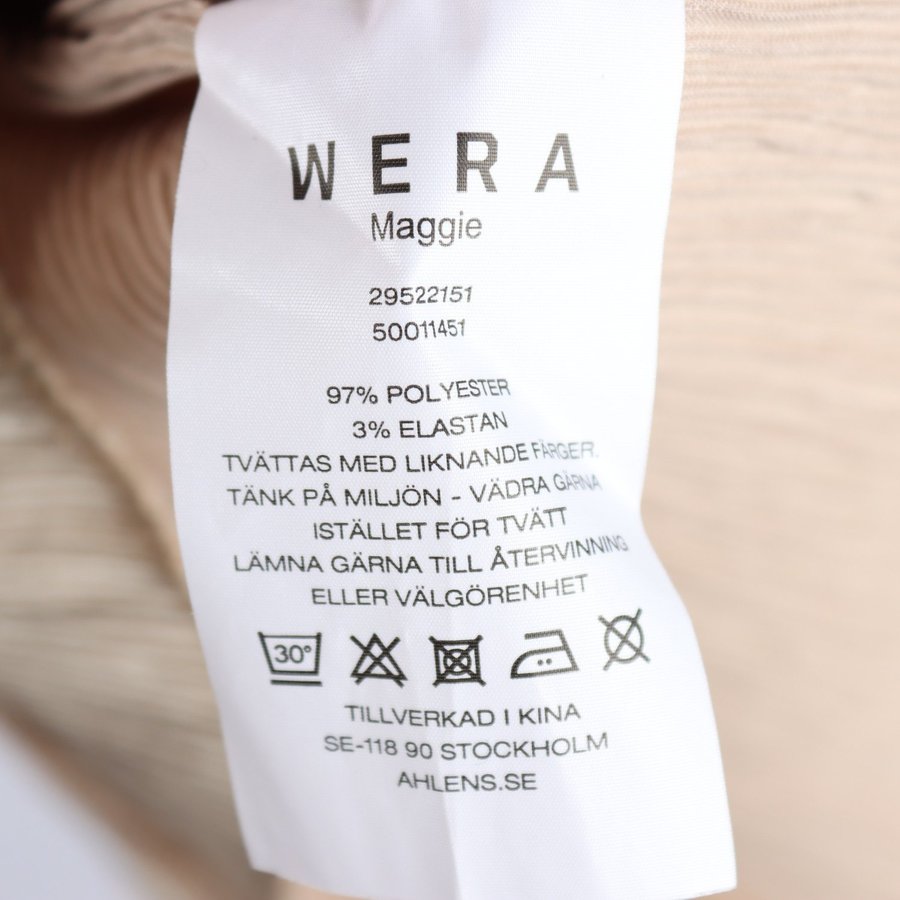 WERA
Maggie
29522151
50011451
97% POLYESTER
3% ELASTAN
TVÄTTAS MED LIKNANDE FÄRGER.
TÄNK PÅ MILJÖN - VÄDRA GÄRNA
ISTÄLLET FÖR TVÄTT
LÄMNA GÄRNA TILL ÅTERVINNING
ELLER VÄLGÖRENHET
30°
TILLVERKAD I KINA
SE-118 90 STOCKHOLM
AHLENS.SE